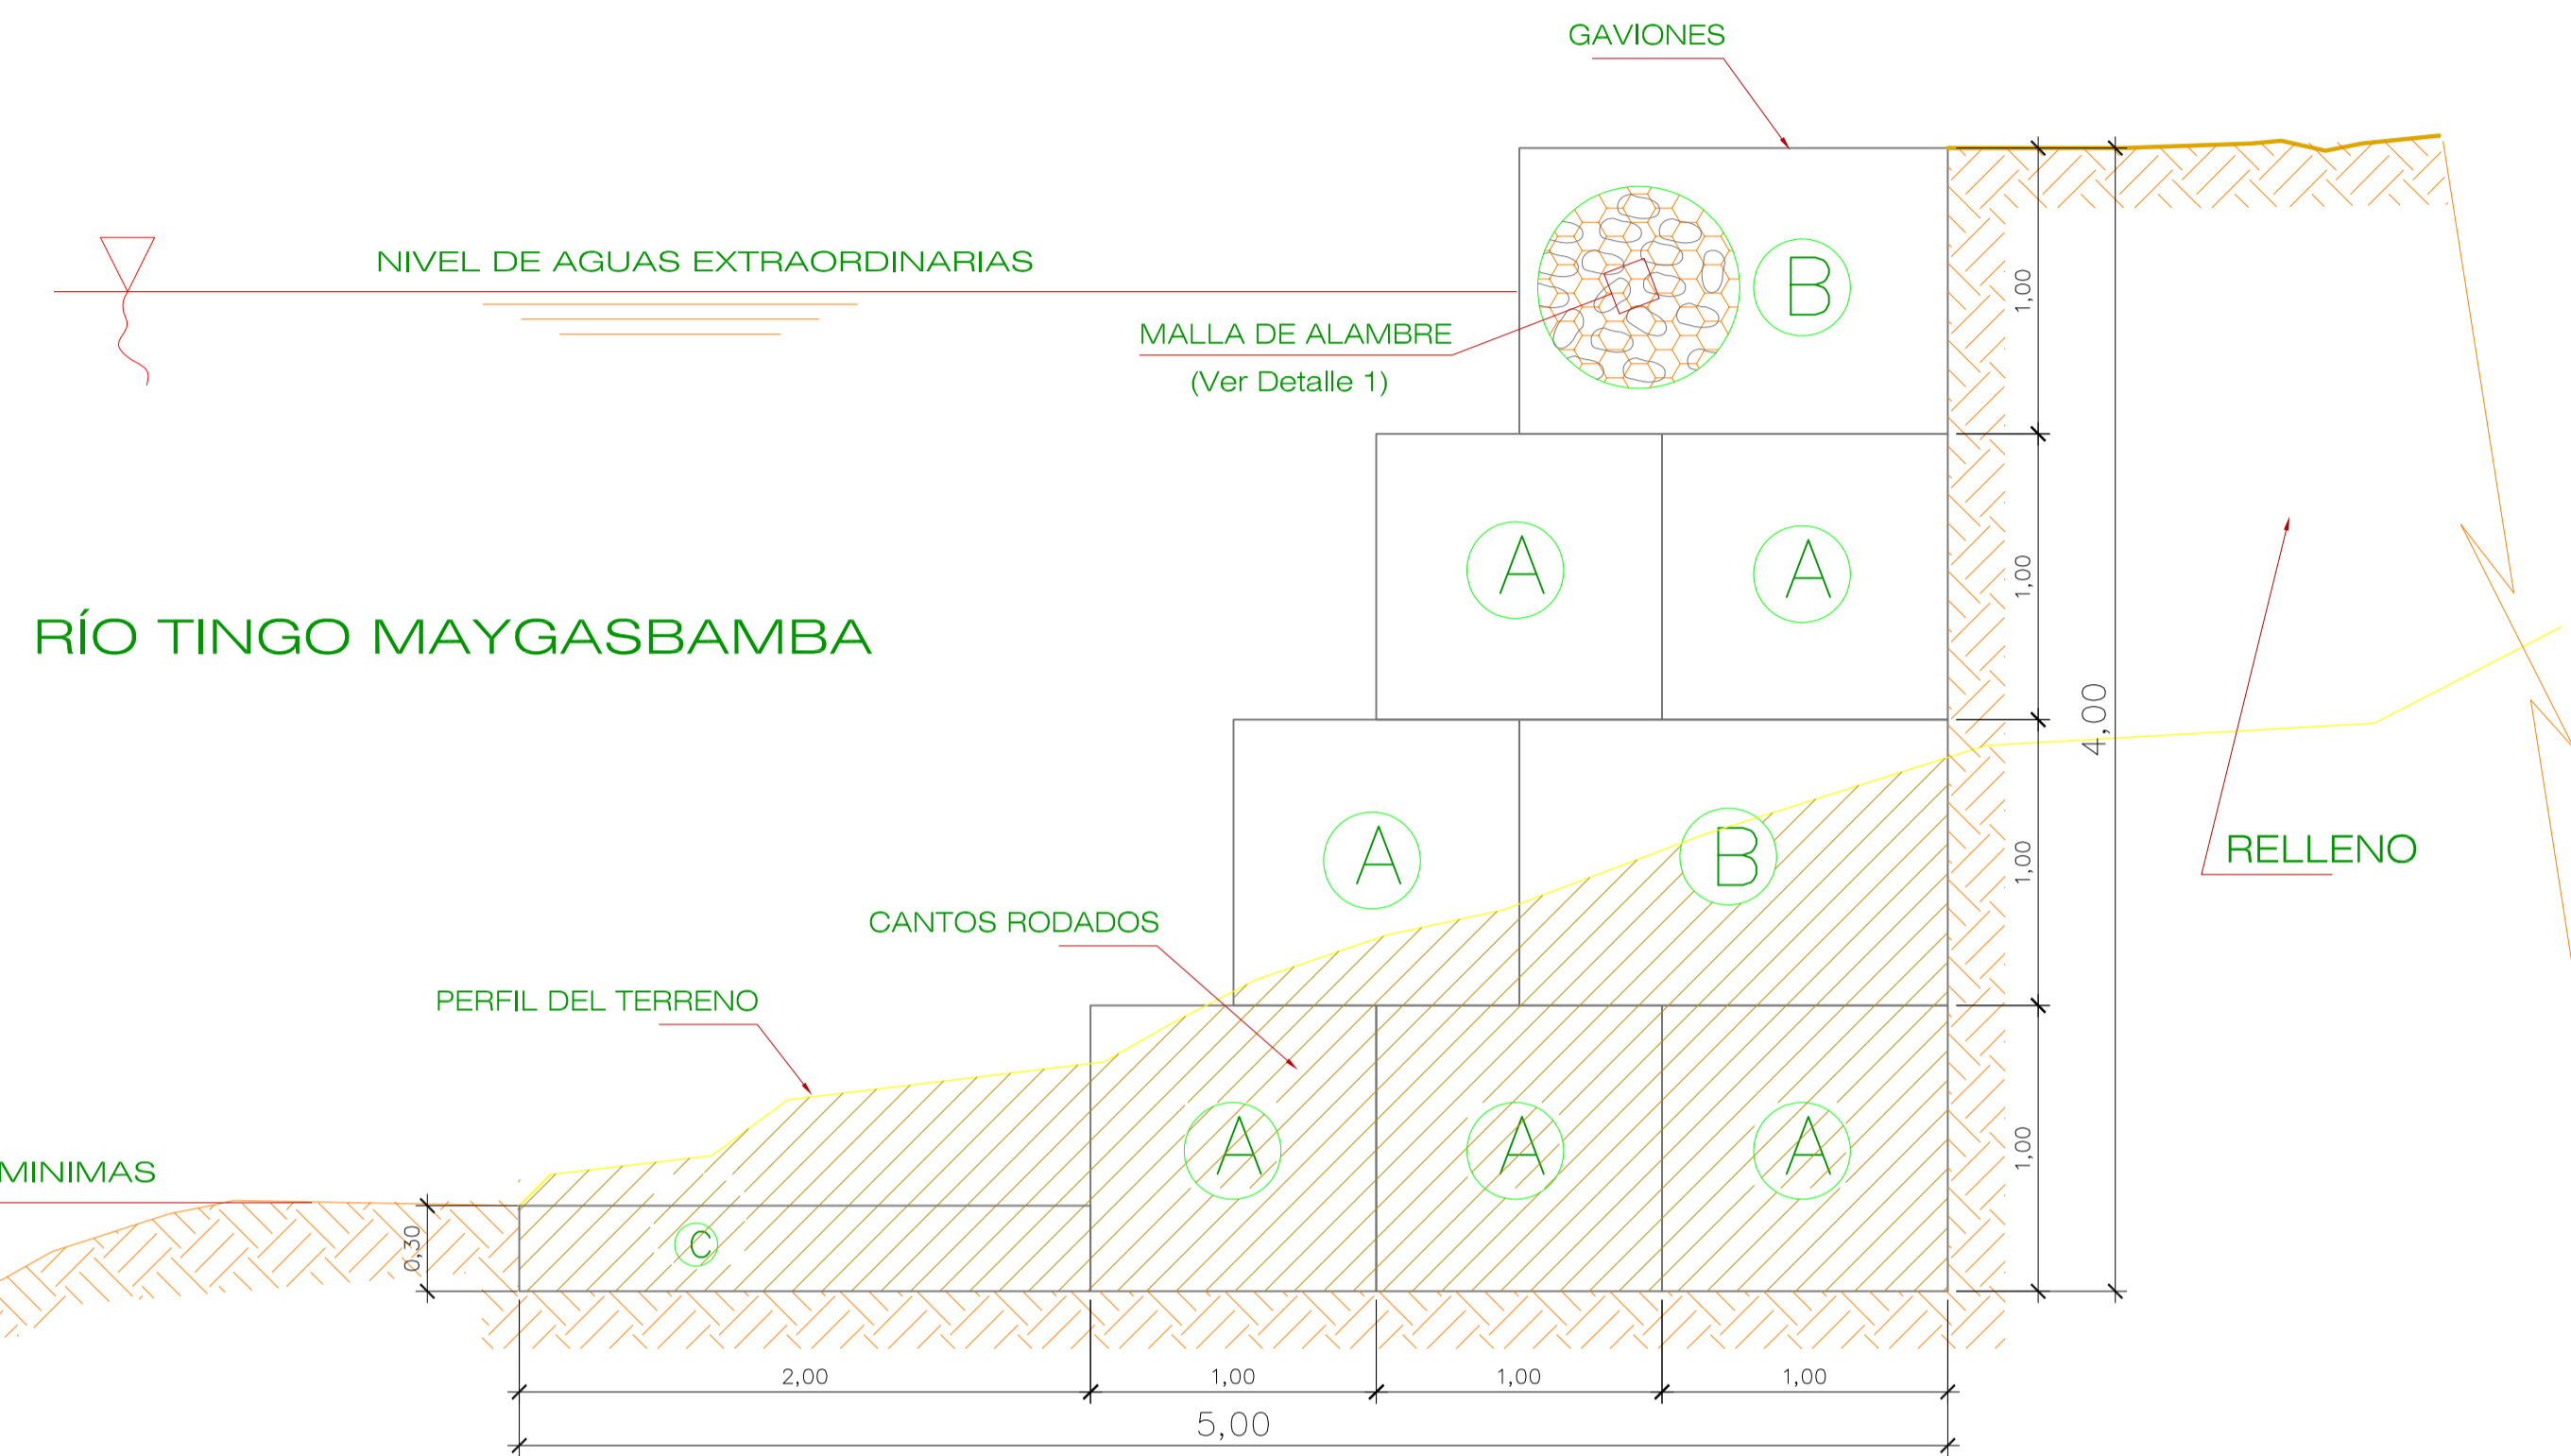 GAVIONES
NIVEL DE AGUAS EXTRAORDINARIAS
MALLA DE ALAMBRE
(Ver Detalle 1)
B
1,00
A
A
1,00
RÍO TINGO MAYGASBAMBA
4,00
A
B
1,00
RELLENO
CANTOS RODADOS
PERFIL DEL TERRENO
MINIMAS
A
A
A
1,00
0,30
C
2,00
1,00
1,00
1,00
5,00